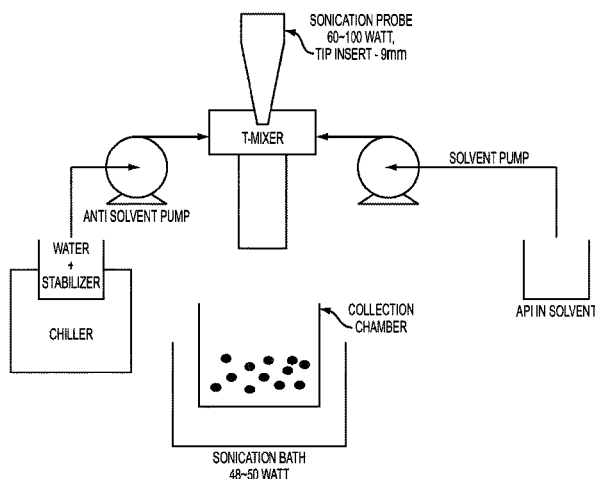 SONICATION PROBE
60~100 WATT,
TIP INSERT - 9mm
T-MIXER
SOLVENT PUMP
ANTI SOLVENT PUMP
WATER
+
STABILIZER
CHILLER
API IN SOLVENT
COLLECTION
CHAMBER
SONICATION BATH
48~50 WATT